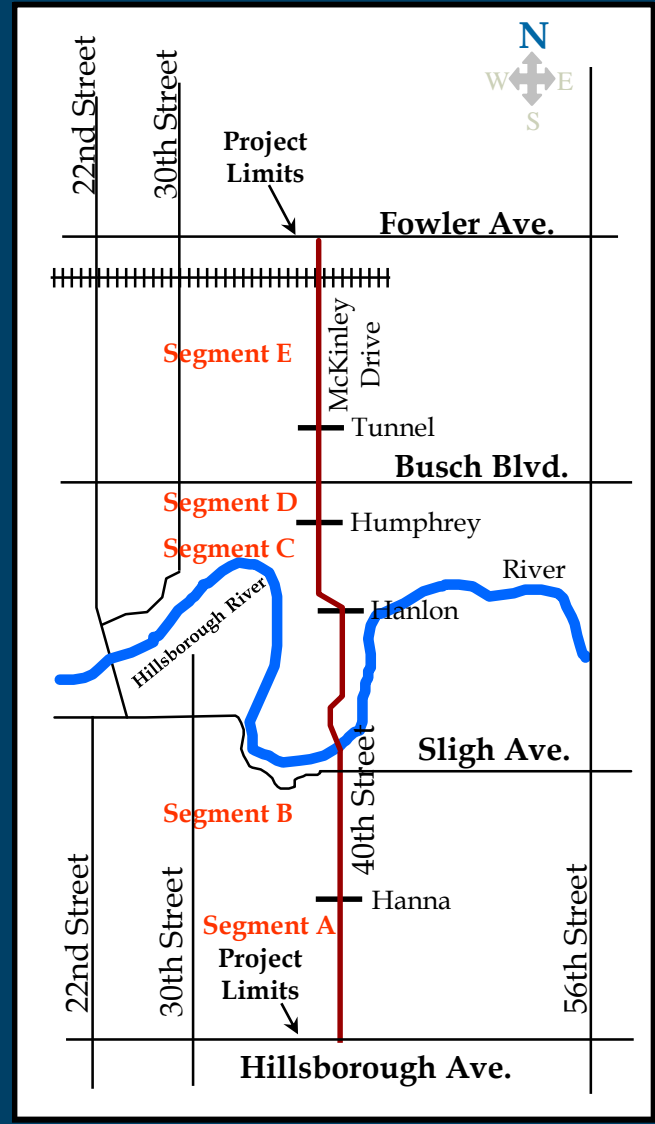 N
W E
S
22nd Street
30th Street
Project
Limits
Fowler Ave.
McKinley
Drive
Segment E
Tunnel
Busch Blvd.
Segment D
Humphrey
Segment C
River
Hillsborough River
Hanlon
Sligh Ave.
40th Street
Segment B
Hanna
22nd Street
30th Street
56th Street
Segment A
Project
Limits
Hillsborough Ave.